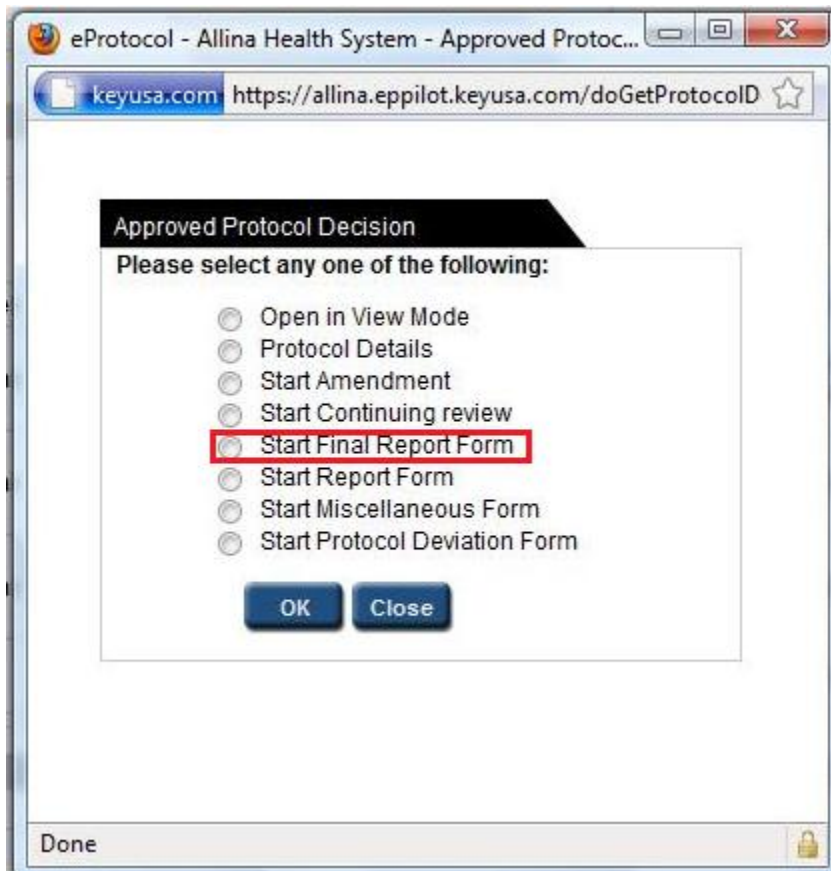 eProtocol - Allina Health System - Approved Protoc...
keyusa.com https://allina.eppilot.keyusa.com/doGetProtocolD
Approved Protocol Decision
Please select any one of the following:
Open in View Mode
Protocol Details
Start Amendment
Start Continuing review
Start Final Report Form
Start Report Form
Start Miscellaneous Form
Start Protocol Deviation Form
OK Close
Done